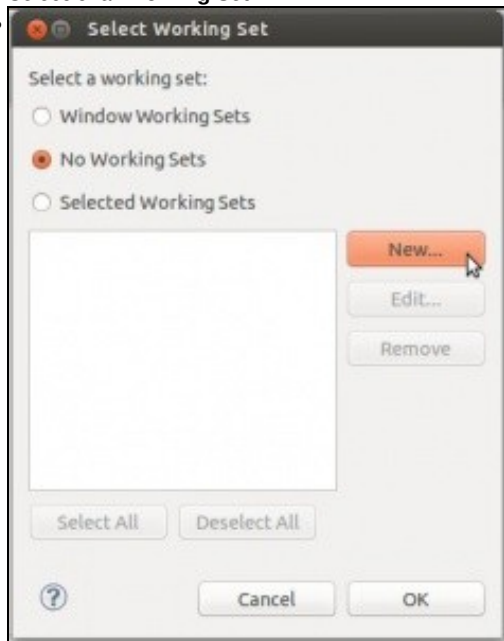 Select Working Set
Select a working set:
Window Working Sets
No Working Sets
Selected Working Sets
New...
Edit...
Remove
Select All Deselect All
? Cancel OK